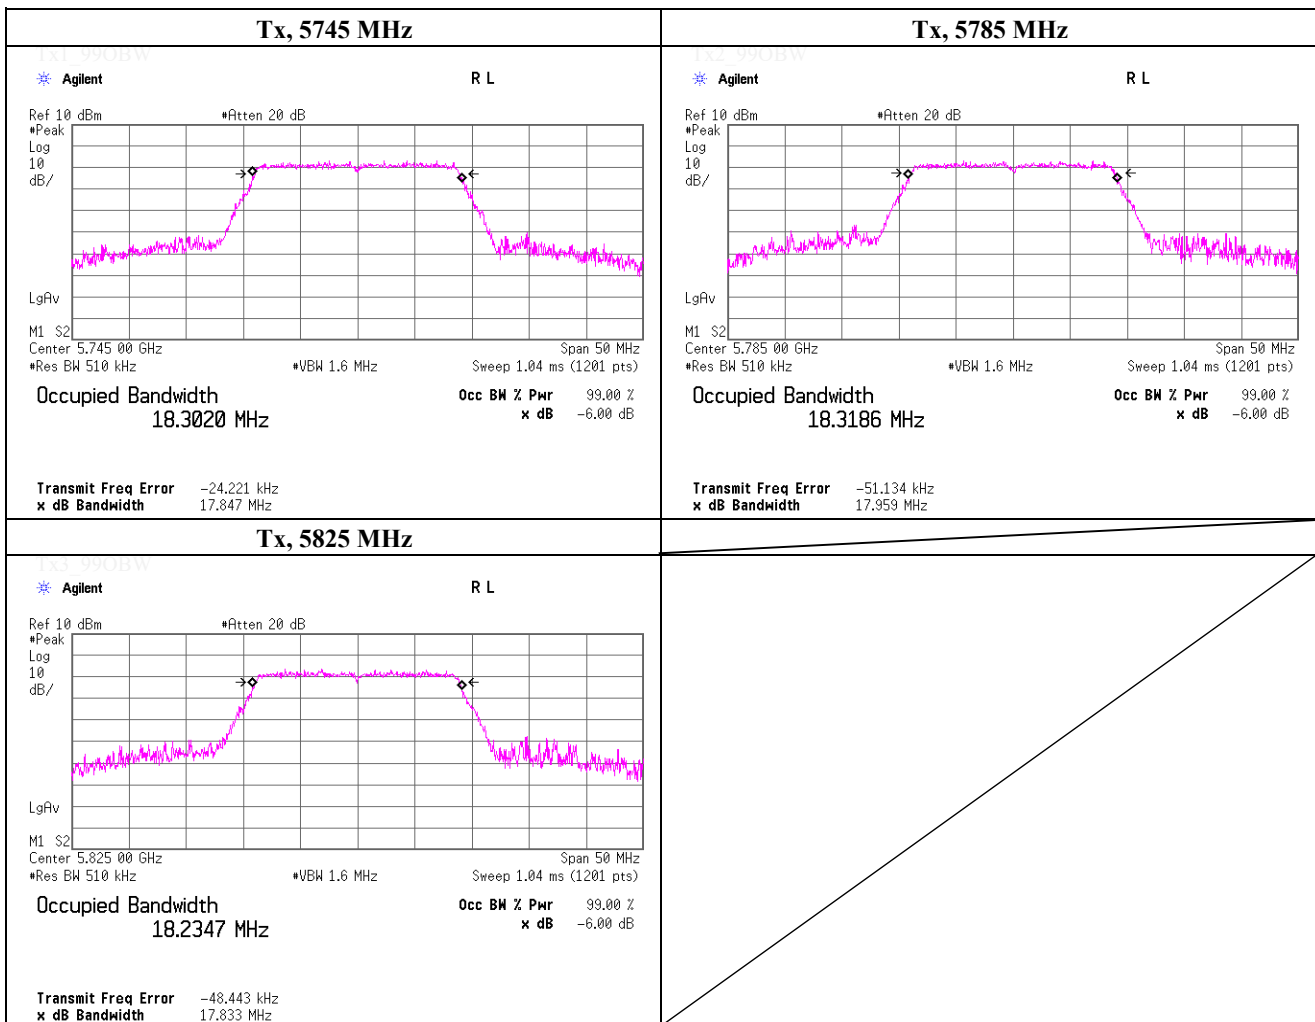 Tx, 5745 MHz
Tx1_99OBW
Agilent R L
Ref 10 dBm #Atten 20 dB
#Peak
Log
10
dB/
LgAv
M1 S2
Center 5.745 00 GHz Span 50 MHz
#Res BW 510 kHz #VBW 1.6 MHz Sweep 1.04 ms (1201 pts)
Occupied Bandwidth Occ BW % Pwr 99.00 %
18.3020 MHz x dB -6.00 dB
Transmit Freq Error -24.221 kHz
x dB Bandwidth 17.847 MHz
Tx, 5785 MHz
Tx2_99OBW
Agilent R L
Ref 10 dBm #Atten 20 dB
#Peak
Log
10
dB/
LgAv
M1 S2
Center 5.785 00 GHz Span 50 MHz
#Res BW 510 kHz #VBW 1.6 MHz Sweep 1.04 ms (1201 pts)
Occupied Bandwidth Occ BW % Pwr 99.00 %
18.3186 MHz x dB -6.00 dB
Transmit Freq Error -51.134 kHz
x dB Bandwidth 17.959 MHz
Tx, 5825 MHz
Tx3_99OBW
Agilent R L
Ref 10 dBm #Atten 20 dB
#Peak
Log
10
dB/
LgAv
M1 S2
Center 5.825 00 GHz Span 50 MHz
#Res BW 510 kHz #VBW 1.6 MHz Sweep 1.04 ms (1201 pts)
Occupied Bandwidth Occ BW % Pwr 99.00 %
18.2347 MHz x dB -6.00 dB
Transmit Freq Error -48.443 kHz
x dB Bandwidth 17.833 MHz